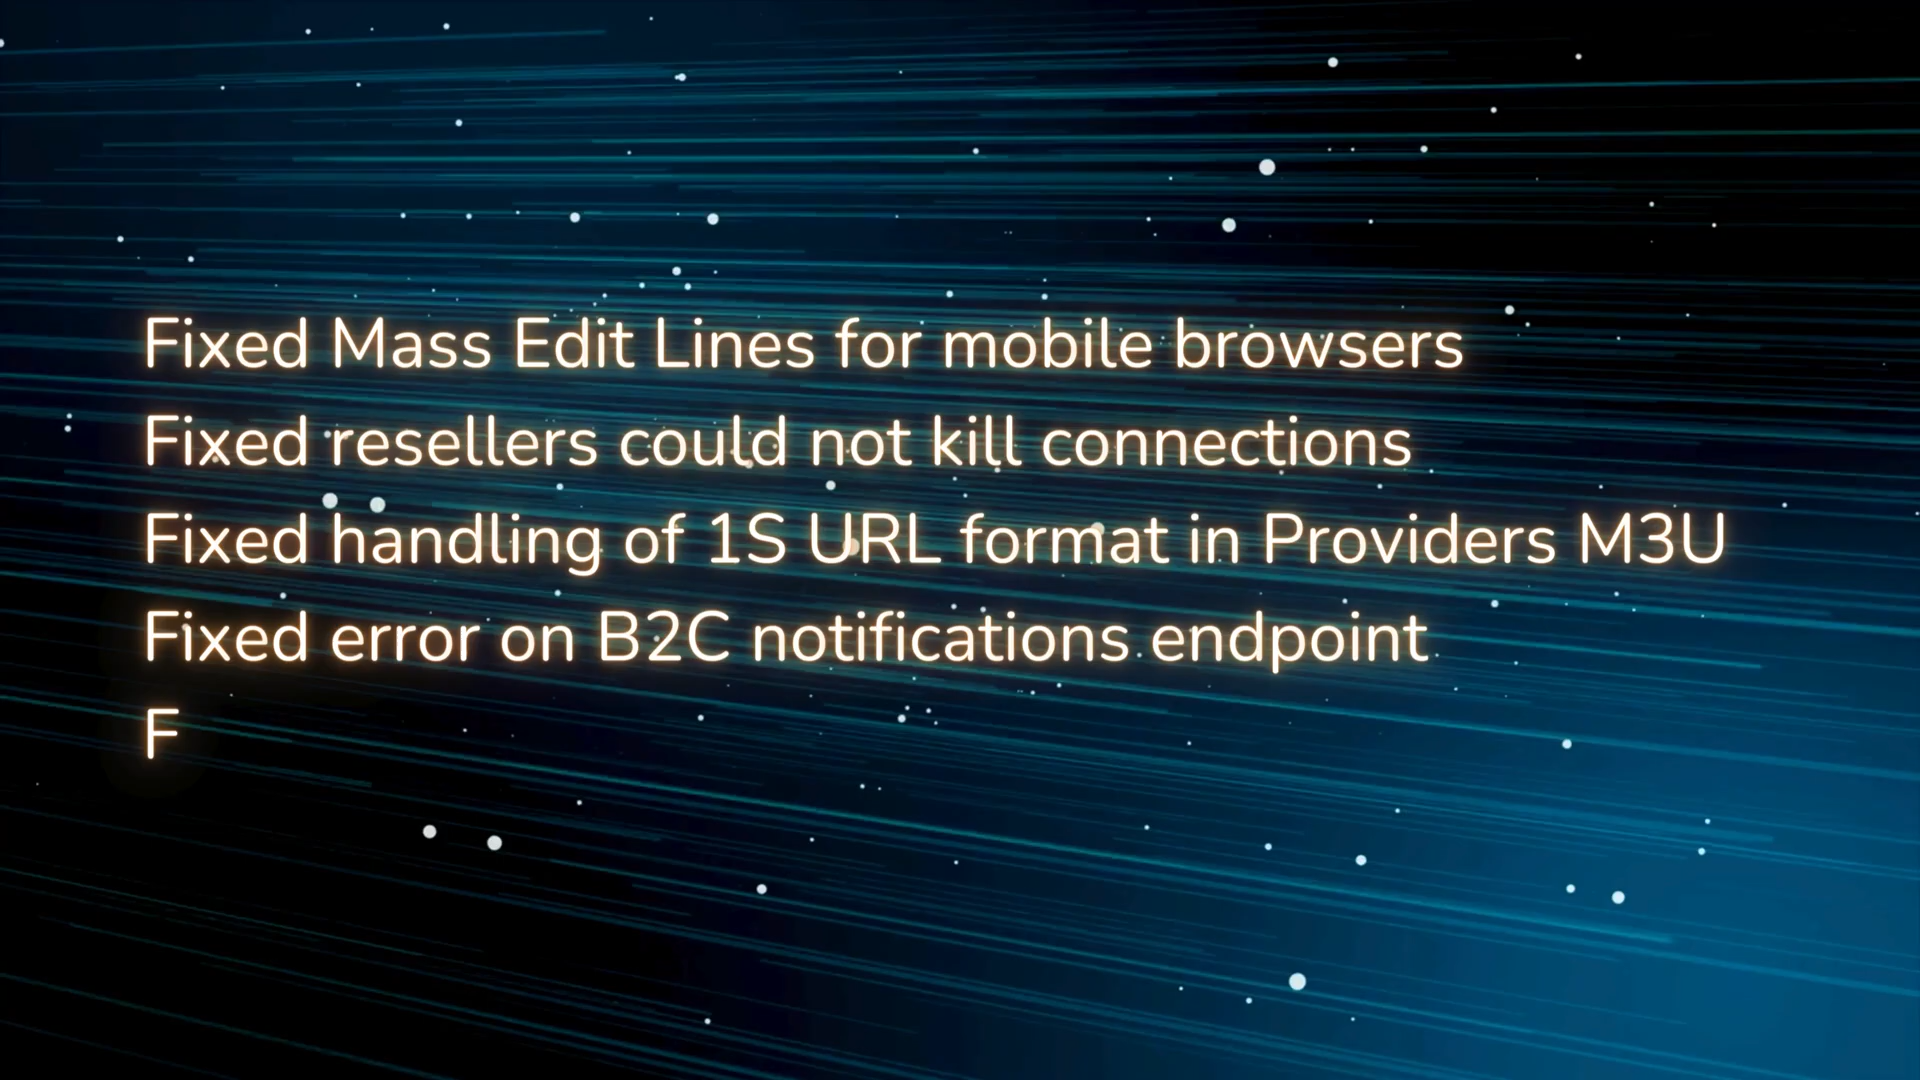 Fixed Mass Edit Lines for mobile browsers
Fixed resellers could not kill connections
Fixed handling of 1S URL format in Providers M3U
Fixed error on B2C notifications endpoint
F